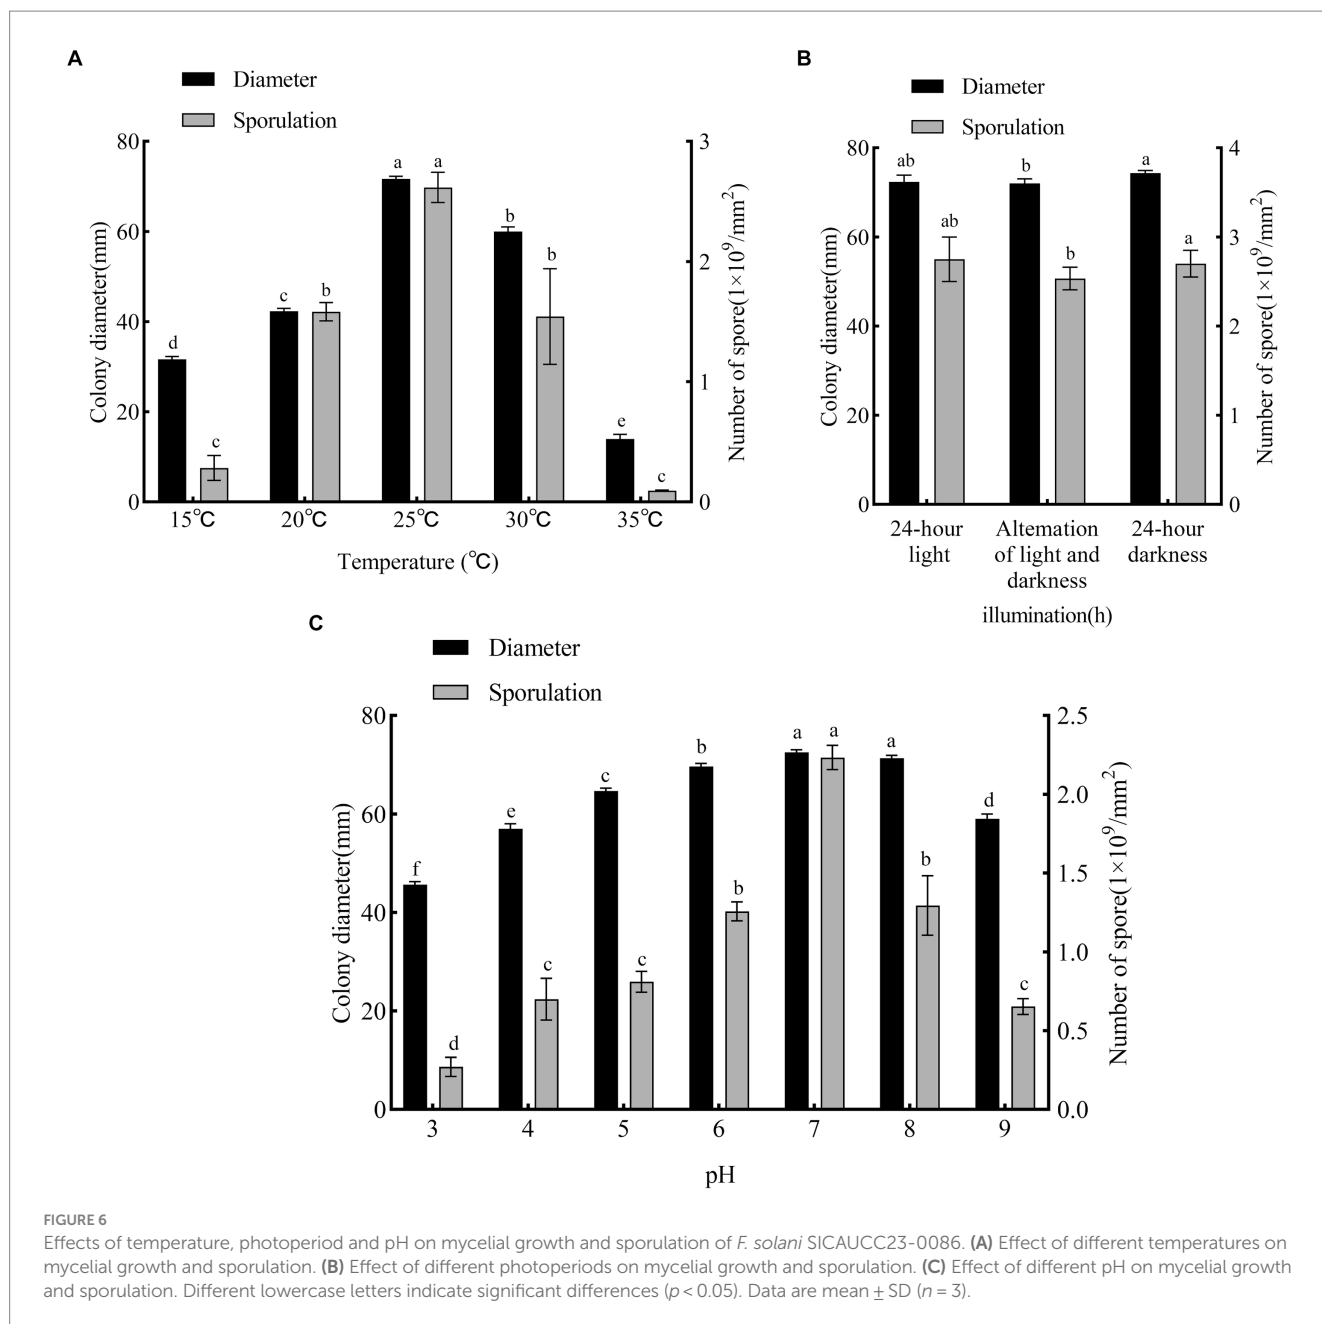 A
Diameter
Sporulation
80
60
40
20
0
Colony diameter(mm)
3
2
1
0
Number of spore(1×10⁹/mm²)
d
c
c
b
a
a
b
b
e
c
15℃ 20℃ 25℃ 30℃ 35℃
Temperature (℃)
B
Diameter
Sporulation
80
60
40
20
0
Colony diameter(mm)
4
3
2
1
0
Number of spore(1×10⁹/mm²)
ab
ab
b
b
a
a
24-hour
light
Altemation
of light and
darkness
24-hour
darkness
illumination(h)
C
Diameter
Sporulation
80
60
40
20
0
Colony diameter(mm)
2.5
2.0
1.5
1.0
0.5
0.0
Number of spore(1×10⁹/mm²)
f
d
e
c
c
c
b
b
a
a
a
b
d
c
3 4 5 6 7 8 9
pH
FIGURE 6
Effects of temperature, photoperiod and pH on mycelial growth and sporulation of F. solani SICAUCC23-0086. (A) Effect of different temperatures on
mycelial growth and sporulation. (B) Effect of different photoperiods on mycelial growth and sporulation. (C) Effect of different pH on mycelial growth
and sporulation. Different lowercase letters indicate significant differences (p < 0.05). Data are mean ± SD (n = 3).